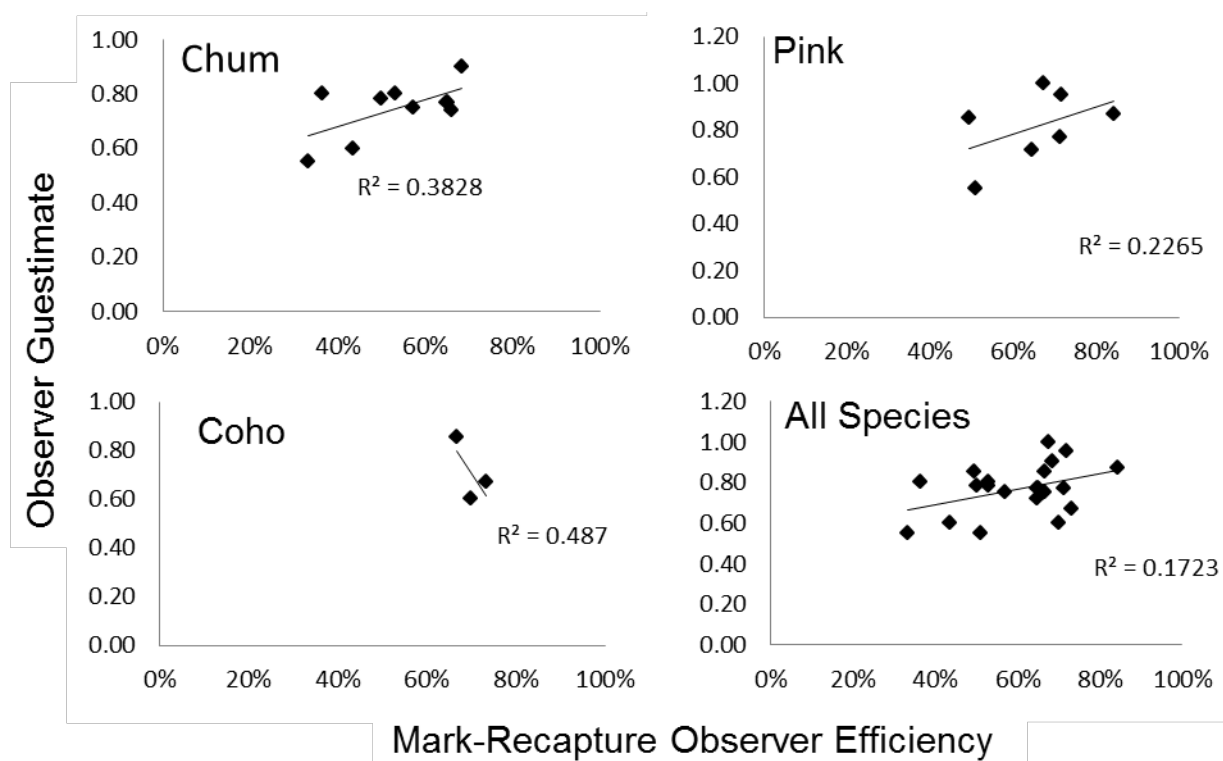 Observer Guestimate
Chum
1.00
0.80
0.60
0.40
0.20
0.00
R² = 0.3828
0% 20% 40% 60% 80% 100%
Pink
1.20
1.00
0.80
0.60
0.40
0.20
0.00
R² = 0.2265
0% 20% 40% 60% 80% 100%
Coho
1.00
0.80
0.60
0.40
0.20
0.00
R² = 0.487
0% 20% 40% 60% 80% 100%
All Species
1.20
1.00
0.80
0.60
0.40
0.20
0.00
R² = 0.1723
0% 20% 40% 60% 80% 100%
Mark-Recapture Observer Efficiency